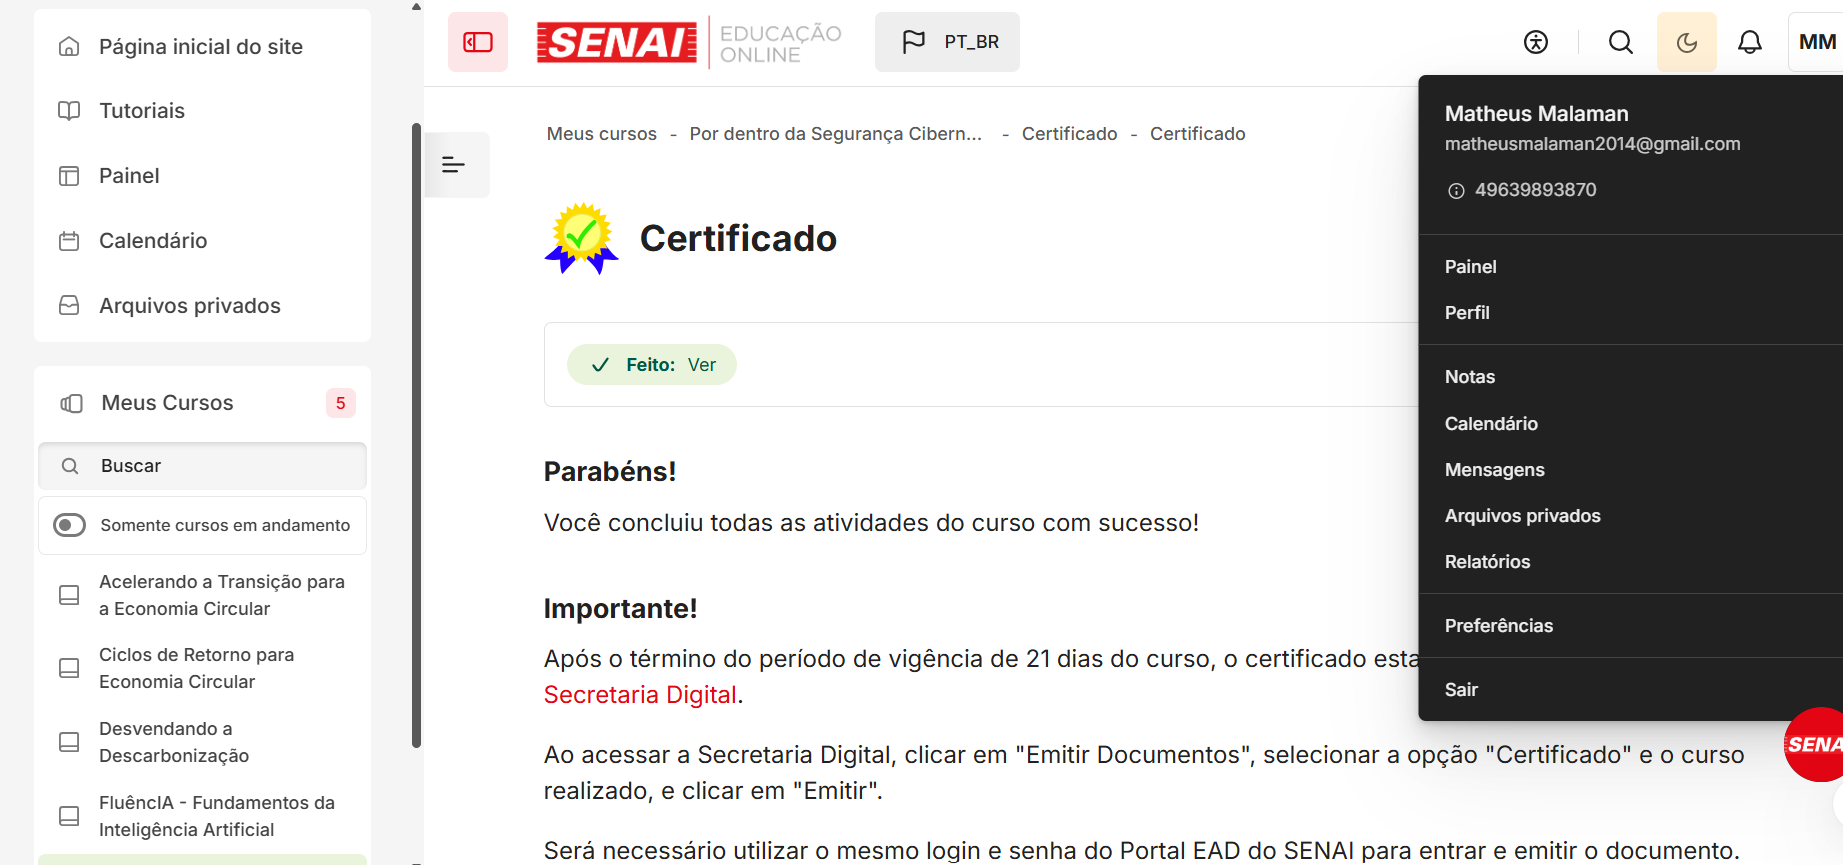 Página inicial do site
Tutoriais
Painel
Calendário
Arquivos privados
Meus Cursos
5
Buscar
Somente cursos em andamento
Acelerando a Transição para
a Economia Circular
Ciclos de Retorno para
Economia Circular
Desvendando a
Descarbonização
FluêncIA - Fundamentos da
Inteligência Artificial
SENAI EDUCAÇÃO
ONLINE
PT_BR
MM
Meus cursos - Por dentro da Segurança Cibern... - Certificado - Certificado
Certificado
Feito: Ver
Parabéns!
Você concluiu todas as atividades do curso com sucesso!
Importante!
Após o término do período de vigência de 21 dias do curso, o certificado esta
Secretaria Digital.
Ao acessar a Secretaria Digital, clicar em "Emitir Documentos", selecionar a opção "Certificado" e o curso
realizado, e clicar em "Emitir".
Será necessário utilizar o mesmo login e senha do Portal EAD do SENAI para entrar e emitir o documento.
Matheus Malaman
matheusmalaman2014@gmail.com
49639893870
Painel
Perfil
Notas
Calendário
Mensagens
Arquivos privados
Relatórios
Preferências
Sair
SENA